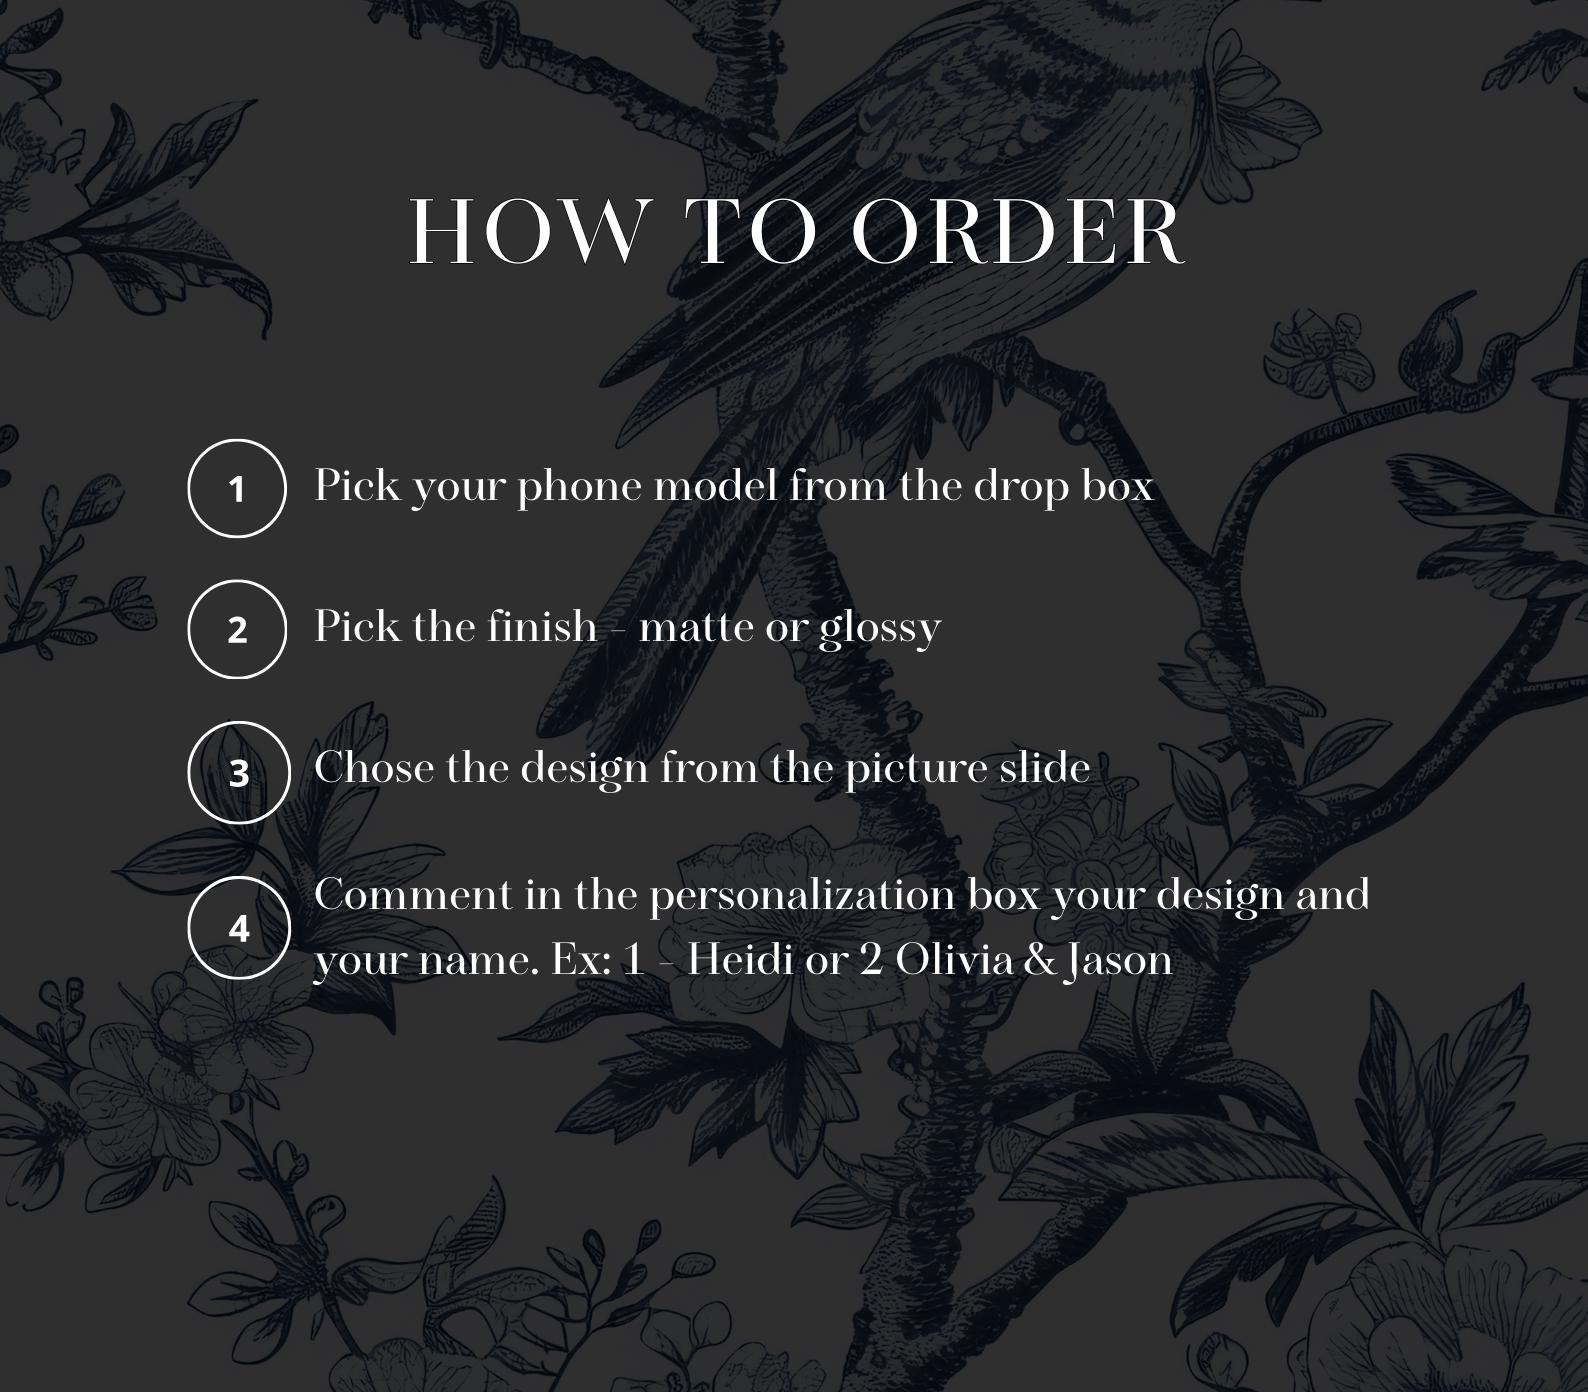 HOW TO ORDER
1 Pick your phone model from the drop box
2 Pick the finish - matte or glossy
3 Chose the design from the picture slide
4 Comment in the personalization box your design and
your name. Ex: 1 - Heidi or 2 Olivia & Jason